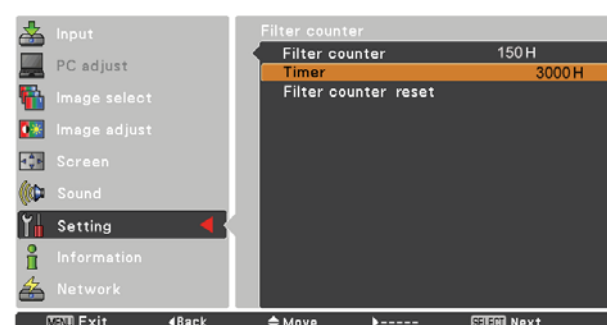 Input
PC adjust
Image select
Image adjust
Screen
Sound
Setting
Information
Network
Filter counter
Filter counter 150 H
Timer 3000 H
Filter counter reset
MENU Exit ◀Back Move ▶----- SELECT Next